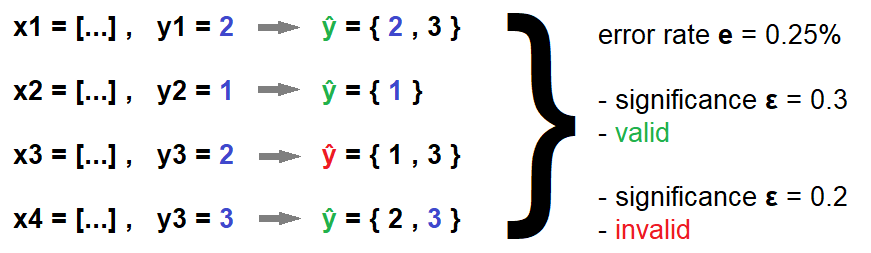 x1 = [...] , y1 = 2 ŷ = { 2 , 3 }
x2 = [...] , y2 = 1 ŷ = { 1 }
x3 = [...] , y3 = 2 ŷ = { 1 , 3 }
x4 = [...] , y3 = 3 ŷ = { 2 , 3 }
}
error rate e = 0.25%
- significance ε = 0.3
- valid
- significance ε = 0.2
- invalid